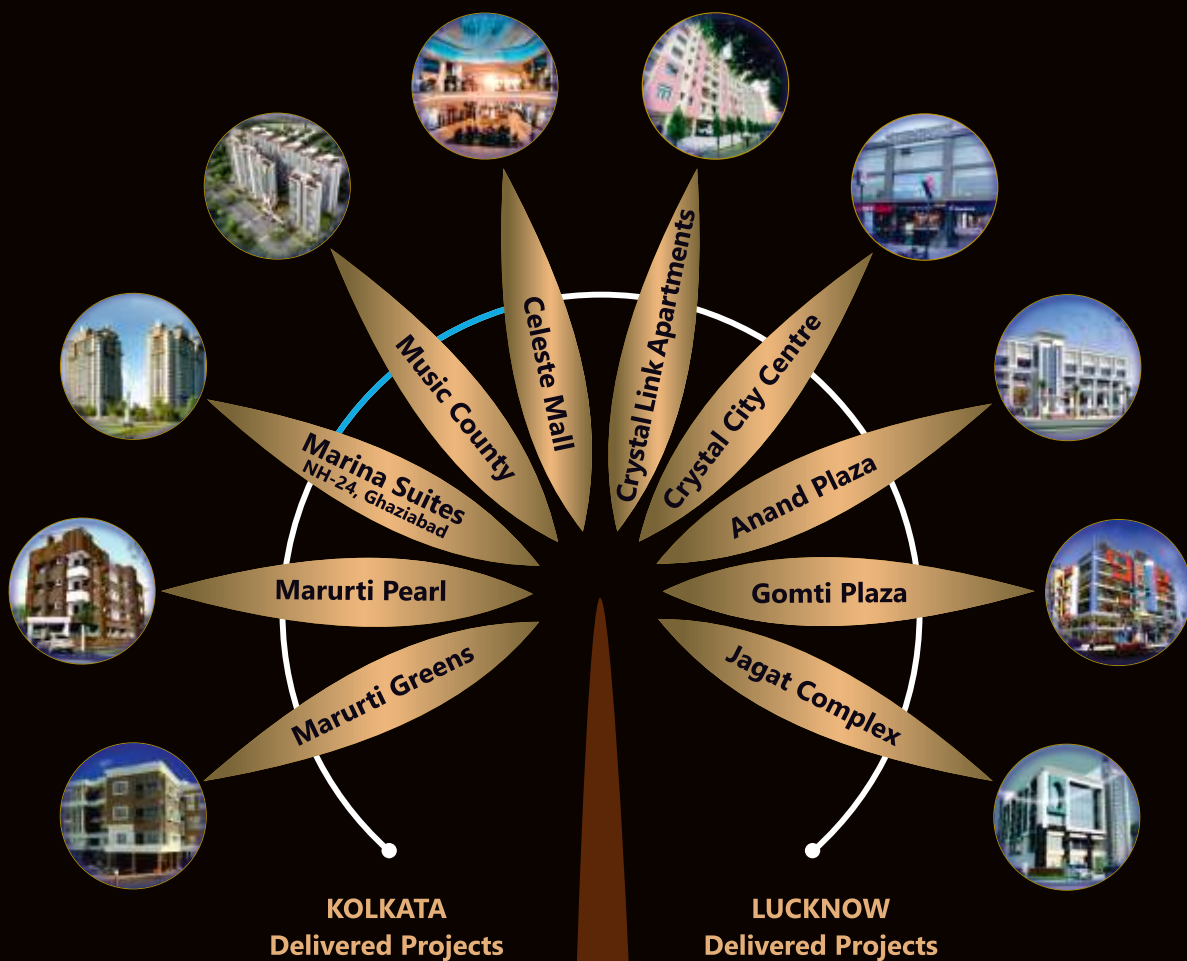 Celeste Mall
Crystal Link Apartments
Music County
Crystal City Centre
Marina Suites
NH-24, Ghaziabad
Anand Plaza
Marurti Pearl
Gomti Plaza
Marurti Greens
Jagat Complex
KOLKATA
Delivered Projects
LUCKNOW
Delivered Projects